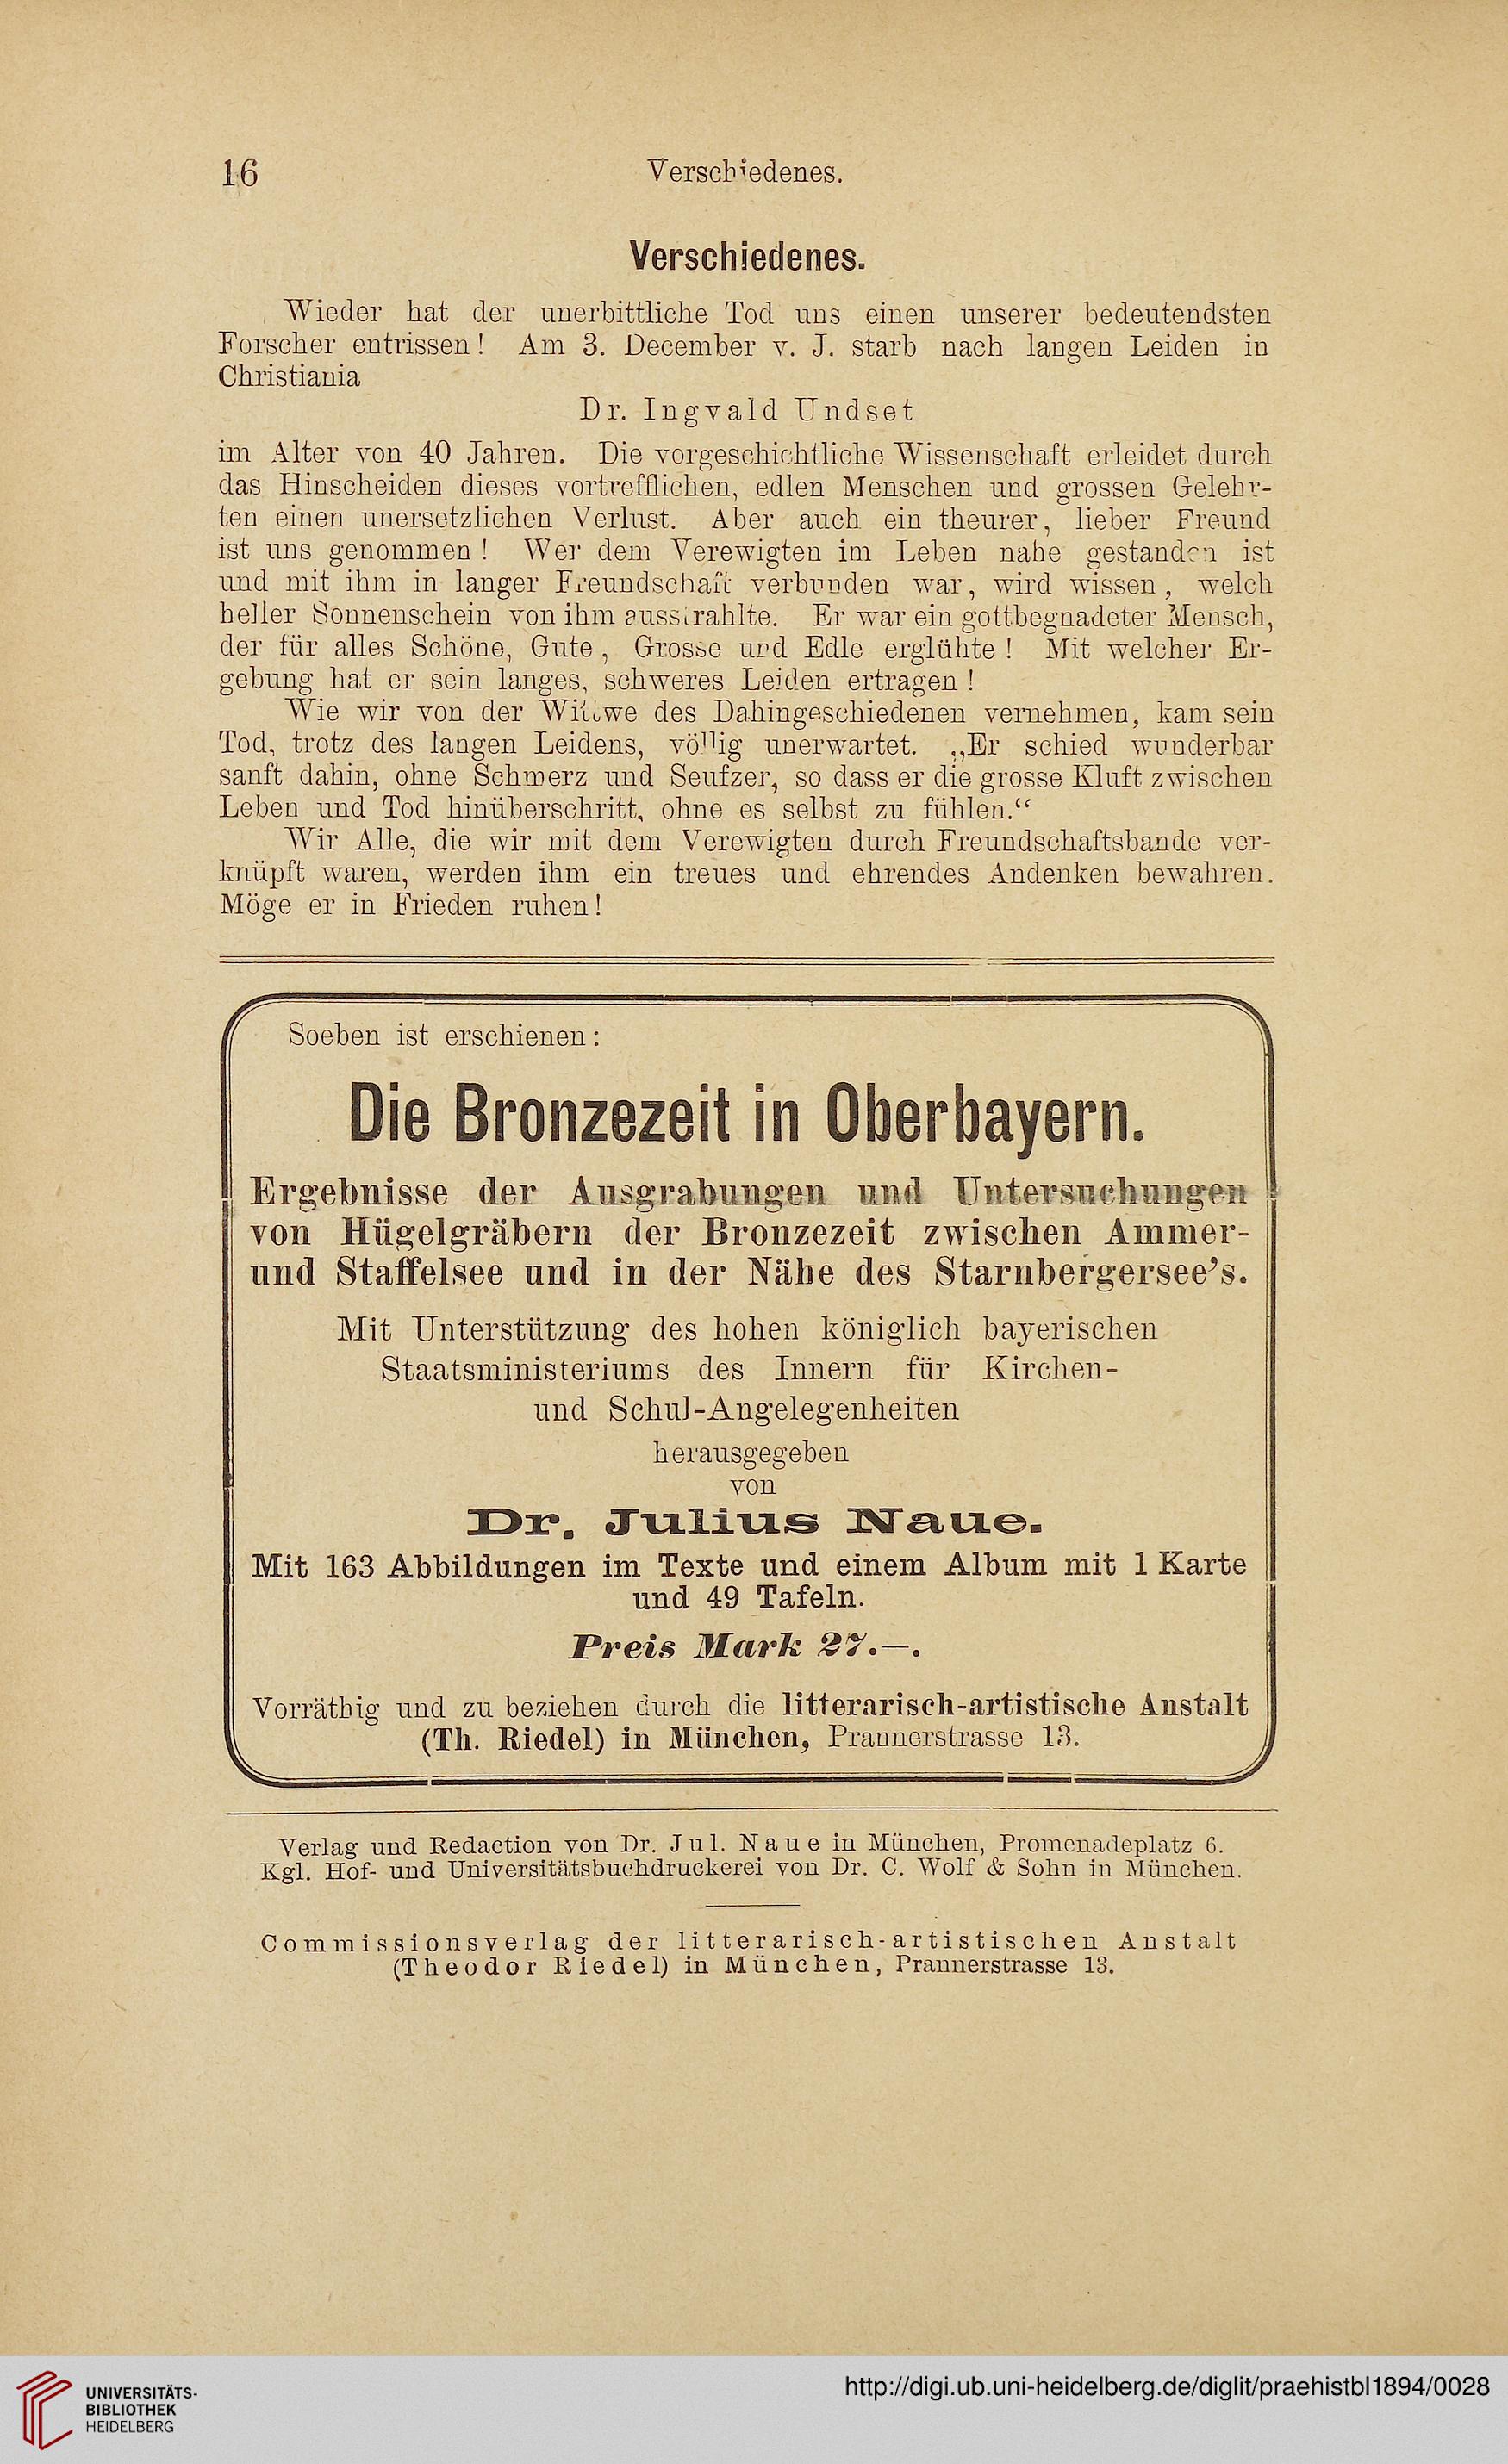 16
Verschiedenes.
Verschiedenes.
Wieder hat der unerbittliche Tod uns einen unserer bedeutendsten
Forscher entrissen! Am 3. December v. J. starb nach langen Leiden in
Christiania
Dr. Ingvald Undset
im Alter von 40 Jahren. Die vorgeschichtliche Wissenschaft erleidet durch
das Hinscheiden dieses vortrefflichen, edlen Menschen und grossen Gelehr-
ten einen unersetzlichen Verlust. Aber auch ein theurer, lieber Freund
ist uns genommen! Wer dem Verewigten im Leben nahe gestanden ist
und mit ihm in langer Freundschaft verbunden war, wird wissen, welch
heller Sonnenschein von ihm ausstrahlte. Er war ein gottbegnadeter Mensch,
der für alles Schöne, Gute, Grosse und Edle erglühte! Mit welcher Er-
gebung hat er sein langes, schweres Leiden ertragen!
Wie wir von der Wittwe des Dahingeschiedenen vernehmen, kam sein
Tod, trotz des langen Leidens, völlig unerwartet. „Er schied wunderbar
sanft dahin, ohne Schmerz und Seufzer, so dass er die grosse Kluft zwischen
Leben und Tod hinüberschritt, ohne es selbst zu fühlen.“
Wir Alle, die wir mit dem Verewigten durch Freundschaftsbande ver-
knüpft waren, werden ihm ein treues und ehrendes Andenken bewahren.
Möge er in Frieden ruhen!
Soeben ist erschienen:
Die Bronzezeit in Oberbayern.
Ergebnisse der Ausgrabungen und Untersuchungen
von Hügelgräbern der Bronzezeit zwischen Ammer-
und Staffelsee und in der Nähe des Starnbergersee's.
Mit Unterstützung des hohen königlich bayerischen
Staatsministeriums des Innern für Kirchen-
und Schul-Angelegenheiten
herausgegeben
von
Dr. Julius Naue.
Mit 163 Abbildungen im Texte und einem Album mit 1 Karte
und 49 Tafeln.
Preis Mark 27.—.
Vorräthig und zu beziehen durch die litterarisch-artistische Anstalt
(Th. Riedel) in München, Prannerstrasse 13.
Verlag und Redaction von Dr. Jul. Naue in München, Promenadeplatz 6.
Kgl. Hof- und Universitätsbuchdruckerei von Dr. C. Wolf & Sohn in München.
Commissionsverlag der litterarisch-artistischen Anstalt
(Theodor Riedel) in München, Prannerstrasse 13.
UNIVERSITÄTS-
BIBLIOTHEK
HEIDELBERG
http://digi.ub.uni-heidelberg.de/diglit/praehistbl1894/0028